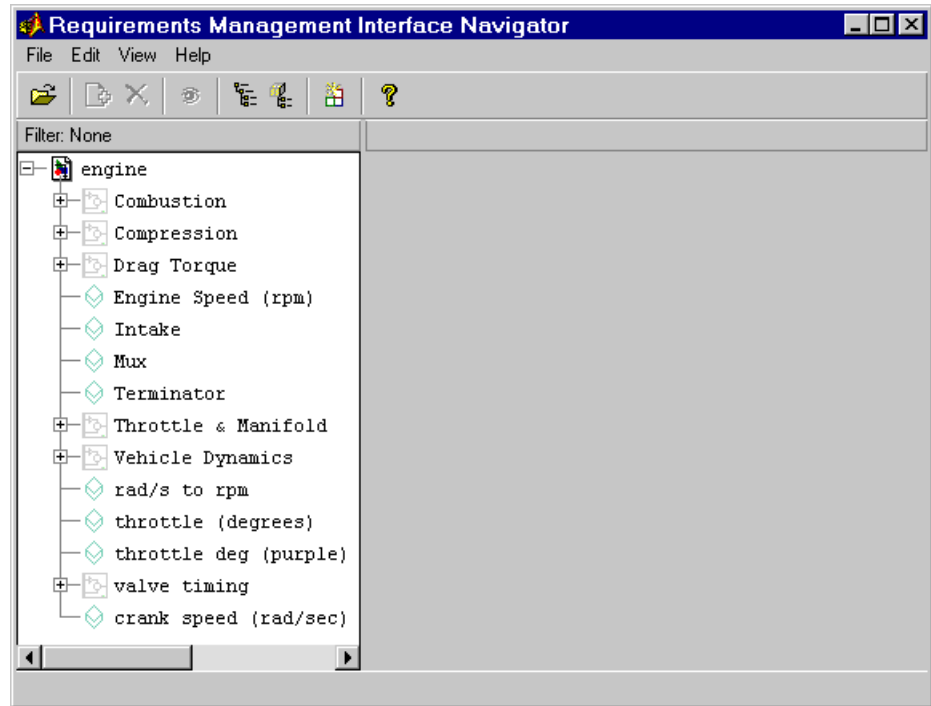 Requirements Management Interface Navigator
File Edit View Help
Filter: None
engine
Combustion
Compression
Drag Torque
Engine Speed (rpm)
Intake
Mux
Terminator
Throttle & Manifold
Vehicle Dynamics
rad/s to rpm
throttle (degrees)
throttle deg (purple)
valve timing
crank speed (rad/sec)